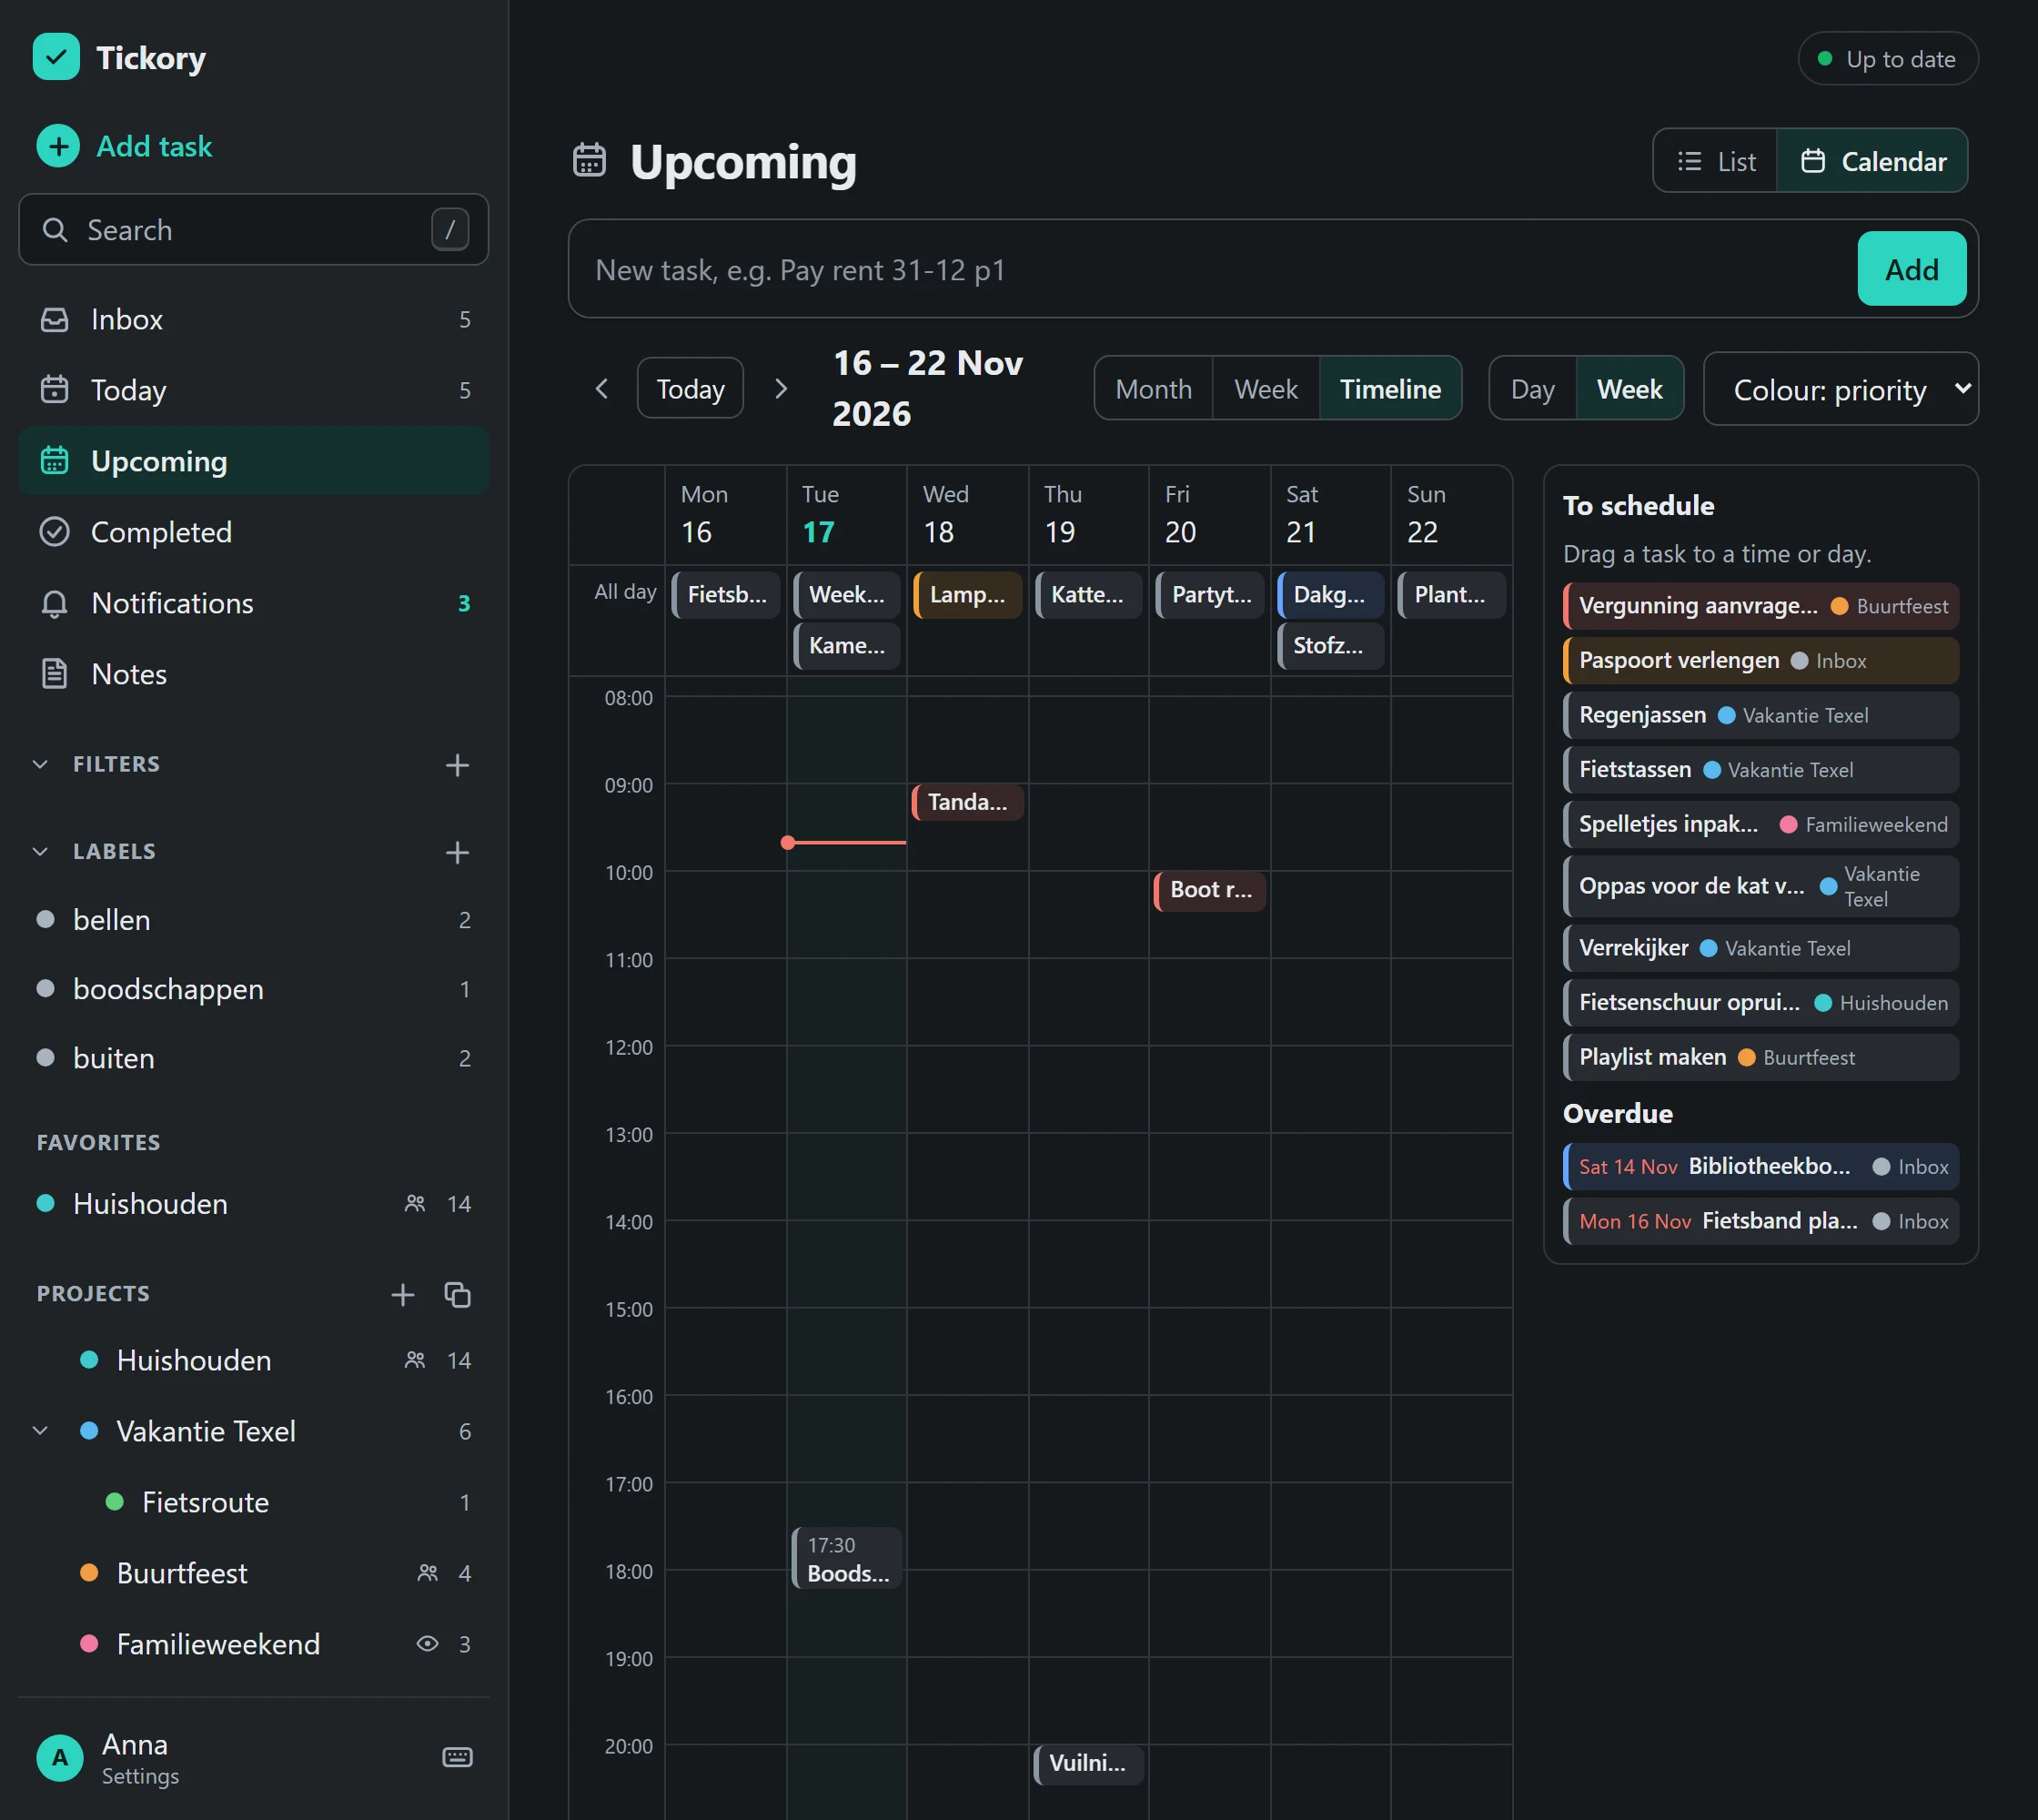 Tickory
Add task
Search /
Inbox 5
Today 5
Upcoming
Completed
Notifications 3
Notes
FILTERS
LABELS
bellen 2
boodschappen 1
buiten 2
FAVORITES
Huishouden 14
PROJECTS
Huishouden 14
Vakantie Texel 6
Fietsroute 1
Buurtfeest 4
Familieweekend 3
A
Anna
Settings
Up to date
Upcoming
List
Calendar
New task, e.g. Pay rent 31-12 p1
Add
Today
16 – 22 Nov
2026
Month
Week
Timeline
Day
Week
Colour: priority
Mon
16
Tue
17
Wed
18
Thu
19
Fri
20
Sat
21
Sun
22
All day
Fietsb...
Week...
Lamp...
Katte...
Partyt...
Dakg...
Plant...
Kame...
Stofz...
08:00
09:00
Tanda...
10:00
Boot r...
11:00
12:00
13:00
14:00
15:00
16:00
17:00
17:30
Boods...
18:00
19:00
20:00
Vuilni...
To schedule
Drag a task to a time or day.
Vergunning aanvrage... Buurtfeest
Paspoort verlengen Inbox
Regenjassen Vakantie Texel
Fietstassen Vakantie Texel
Spelletjes inpak... Familieweekend
Oppas voor de kat v... Vakantie
Texel
Verrekijker Vakantie Texel
Fietsenschuur oprui... Huishouden
Playlist maken Buurtfeest
Overdue
Sat 14 Nov Bibliotheekbo... Inbox
Mon 16 Nov Fietsband pla... Inbox